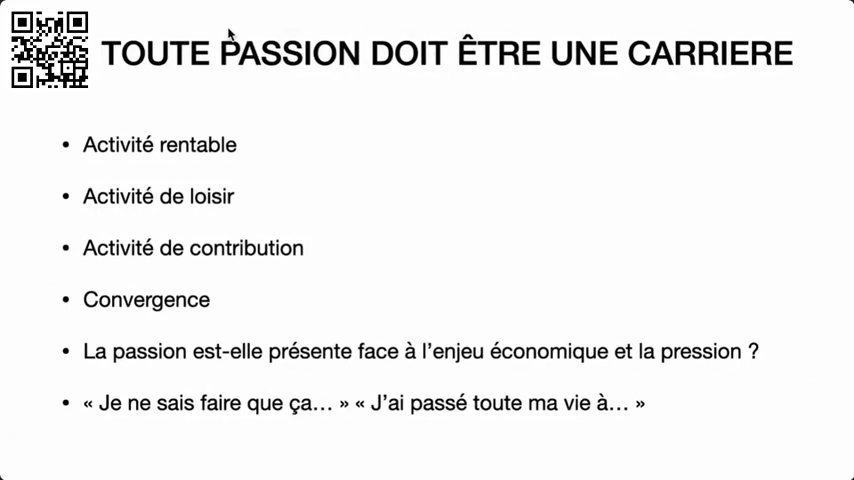 TOUTE PASSION DOIT ÊTRE UNE CARRIERE
• Activité rentable
• Activité de loisir
• Activité de contribution
• Convergence
• La passion est-elle présente face à l’enjeu économique et la pression ?
• « Je ne sais faire que ça… » « J’ai passé toute ma vie à… »